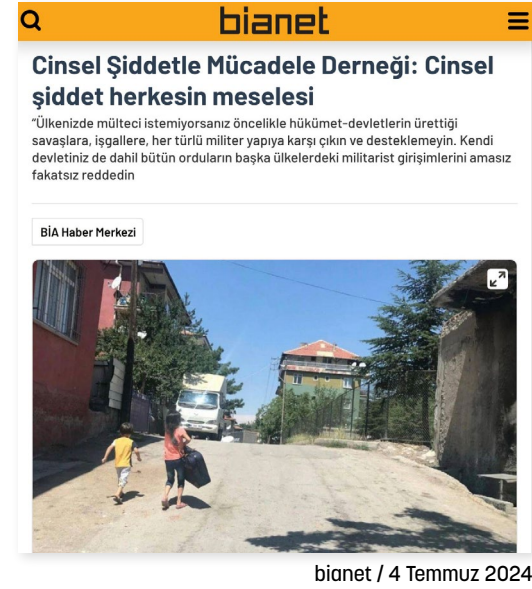 bianet
Cinsel Şiddetle Mücadele Derneği: Cinsel
şiddet herkesin meselesi
“Ülkenizde mülteci istemiyorsanız öncelikle hükümet-devletlerin ürettiği
savaşlara, işgallere, her türlü militer yapıya karşı çıkın ve desteklemeyin. Kendi
devletiniz de dahil bütün orduların başka ülkelerdeki militarist girişimlerini amasız
fakatsız reddedin
BİA Haber Merkezi
bianet / 4 Temmuz 2024